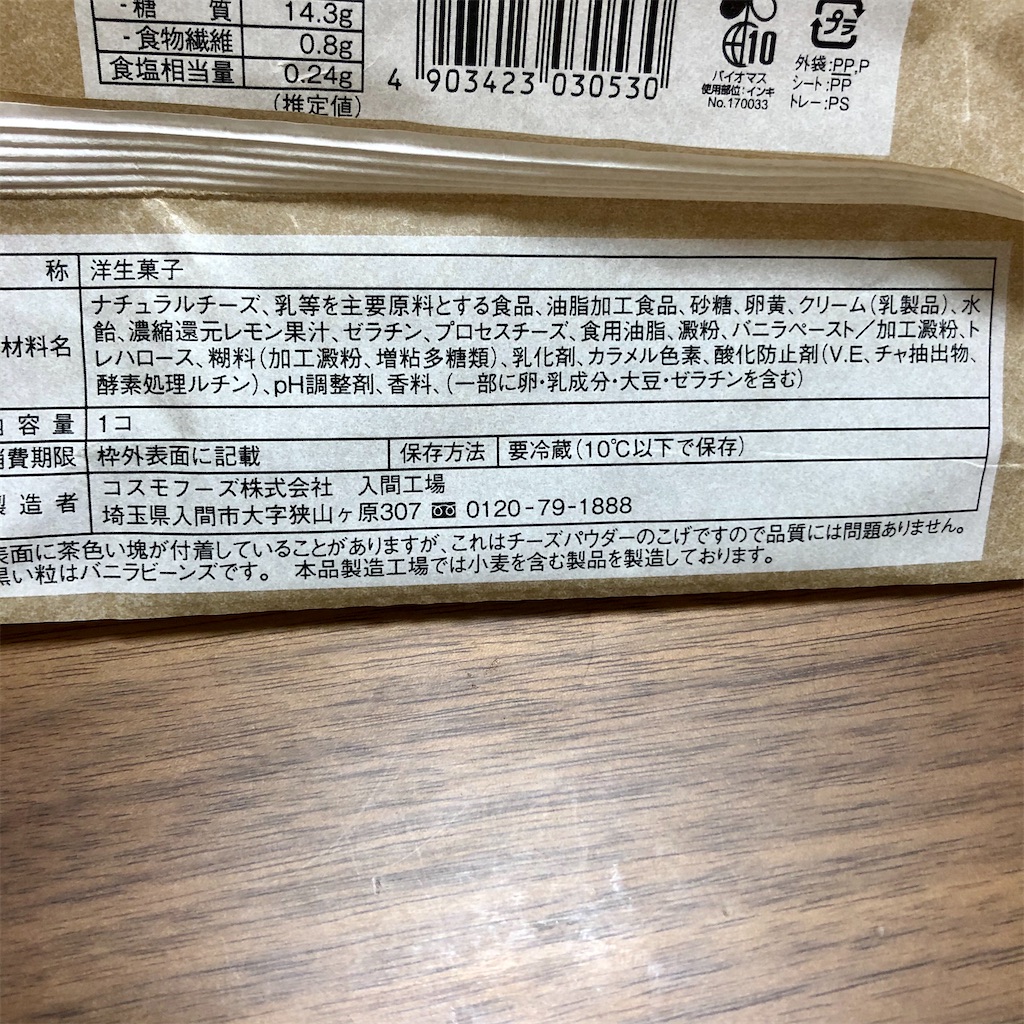 -糖 質 14.3g
-食物繊維 0.8g
食塩相当量 0.24g
(推定値)
4 903423 030530
10
バイオマス
使用部位:インキ
No.170033
プラ
外袋:PP,P
シート:PP
トレー:PS
称 洋生菓子
材料名 ナチュラルチーズ、乳等を主要原料とする食品、油脂加工食品、砂糖、卵黄、クリーム(乳製品)、水
飴、濃縮還元レモン果汁、ゼラチン、プロセスチーズ、食用油脂、澱粉、バニラペースト/加工澱粉、ト
レハロース、糊料(加工澱粉、増粘多糖類)、乳化剤、カラメル色素、酸化防止剤(V.E、チャ抽出物、
酵素処理ルチン)、pH調整剤、香料、(一部に卵・乳成分・大豆・ゼラチンを含む)
内容量 1コ
消費期限 枠外表面に記載 保存方法 要冷蔵(10℃以下で保存)
製造者 コスモフーズ株式会社 入間工場
埼玉県入間市大字狭山ヶ原307 0120-79-1888
表面に茶色い塊が付着していることがありますが、これはチーズパウダーのこげですので品質には問題ありません。
黒い粒はバニラビーンズです。 本品製造工場では小麦を含む製品を製造しております。